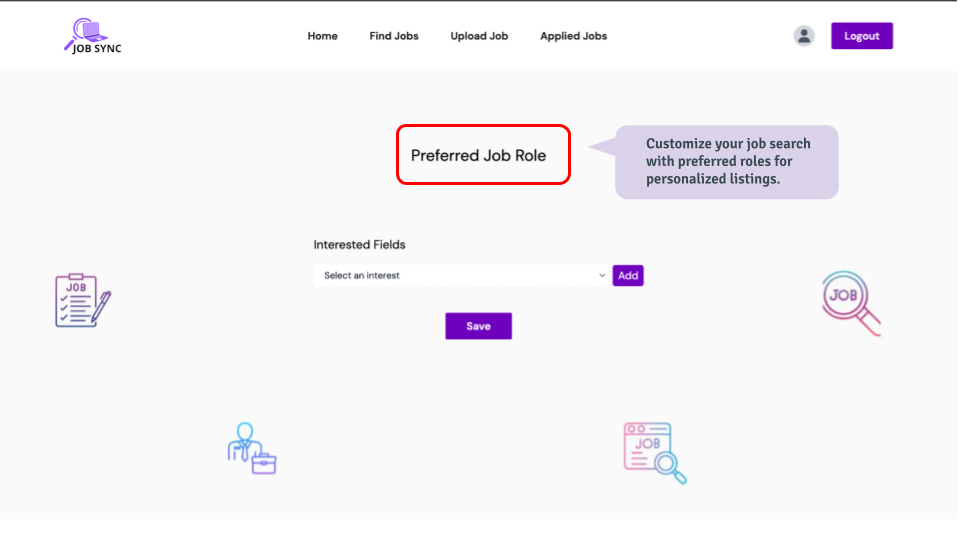 JOB SYNC
Home Find Jobs Upload Job Applied Jobs Logout
Preferred Job Role
Customize your job search
with preferred roles for
personalized listings.
Interested Fields
Select an interest Add
JOB
JOB
Save
JOB